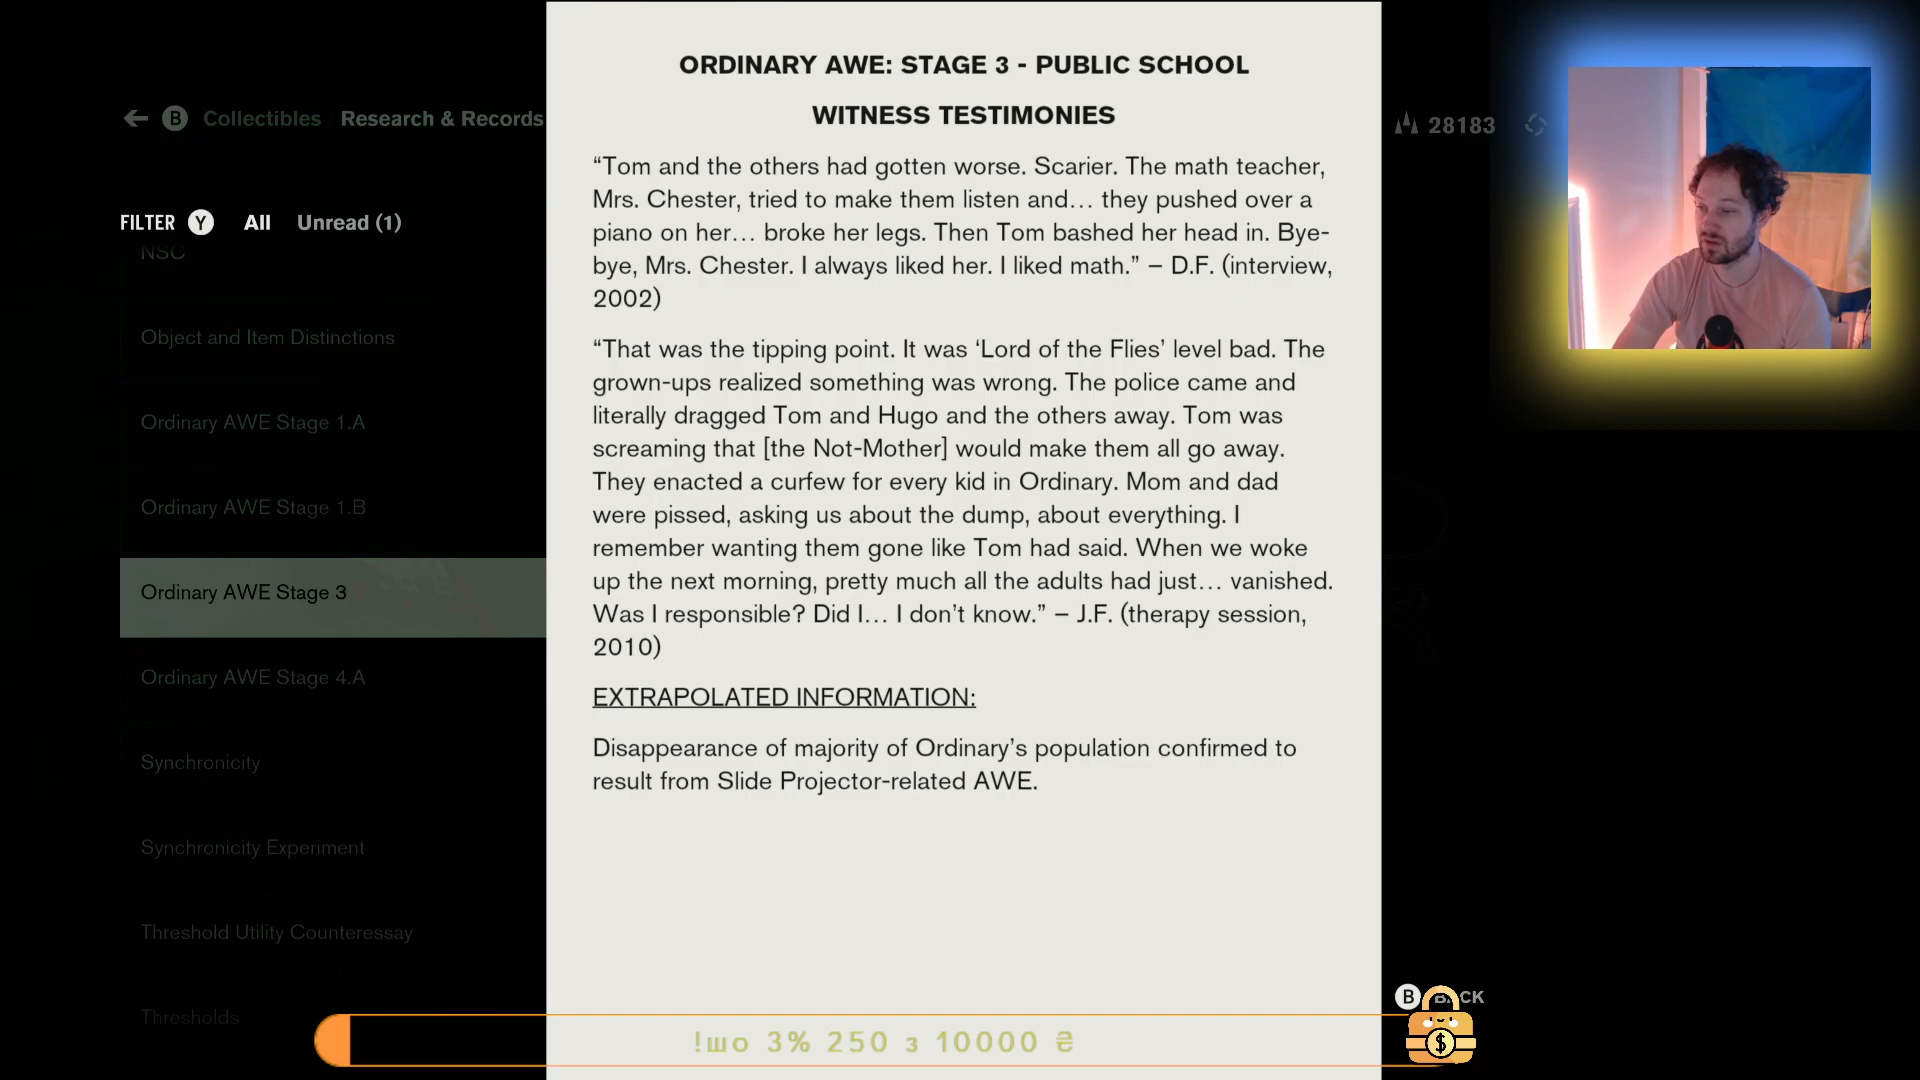 ORDINARY AWE: STAGE 3 - PUBLIC SCHOOL
WITNESS TESTIMONIES
B Collectibles Research & Records
28183
FILTER Y All Unread (1)
NSC
Object and Item Distinctions
Ordinary AWE Stage 1.A
Ordinary AWE Stage 1.B
Ordinary AWE Stage 3
Ordinary AWE Stage 4.A
Synchronicity
Synchronicity Experiment
Threshold Utility Counteressay
Thresholds
“Tom and the others had gotten worse. Scarier. The math teacher,
Mrs. Chester, tried to make them listen and… they pushed over a
piano on her… broke her legs. Then Tom bashed her head in. Bye-
bye, Mrs. Chester. I always liked her. I liked math.” – D.F. (interview,
2002)
“That was the tipping point. It was ‘Lord of the Flies’ level bad. The
grown-ups realized something was wrong. The police came and
literally dragged Tom and Hugo and the others away. Tom was
screaming that [the Not-Mother] would make them all go away.
They enacted a curfew for every kid in Ordinary. Mom and dad
were pissed, asking us about the dump, about everything. I
remember wanting them gone like Tom had said. When we woke
up the next morning, pretty much all the adults had just… vanished.
Was I responsible? Did I… I don’t know.” – J.F. (therapy session,
2010)
EXTRAPOLATED INFORMATION:
Disappearance of majority of Ordinary’s population confirmed to
result from Slide Projector-related AWE.
B BACK
!шо 3% 250 з 10000 ₴
$